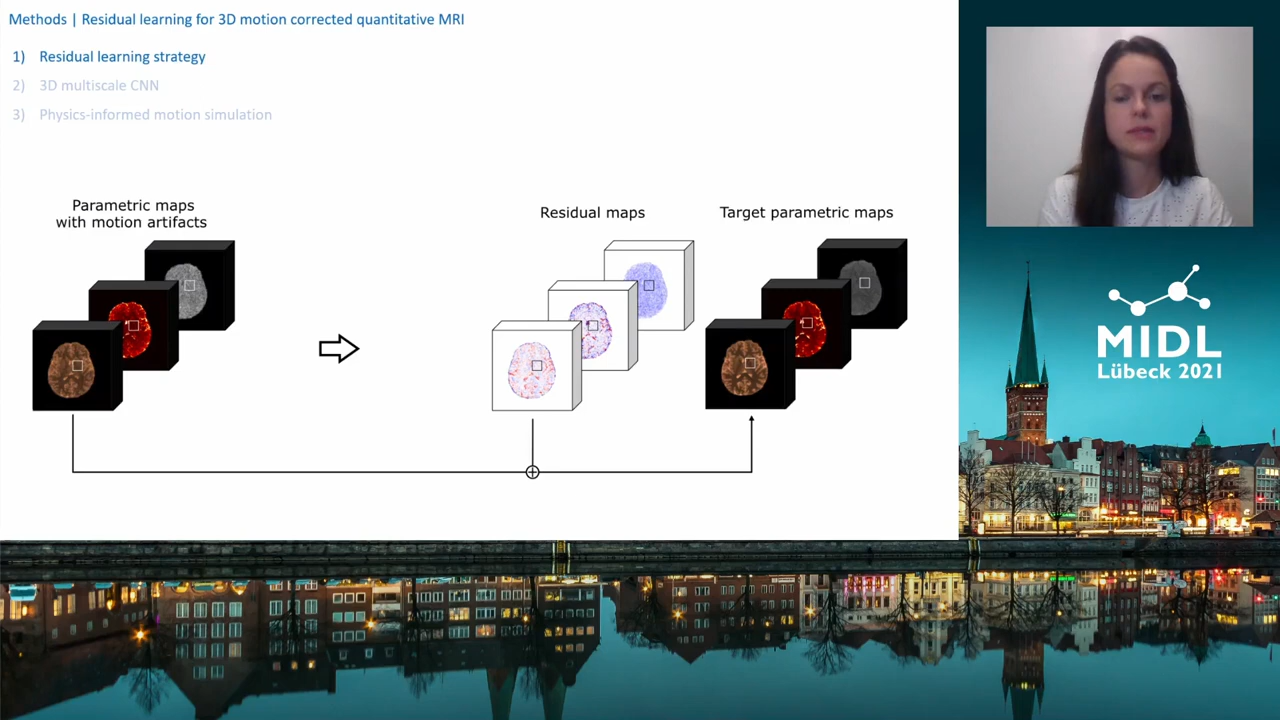 Methods | Residual learning for 3D motion corrected quantitative MRI
1) Residual learning strategy
2) 3D multiscale CNN
3) Physics-informed motion simulation
Parametric maps
with motion artifacts
Residual maps
Target parametric maps
MIDL
Lübeck 2021